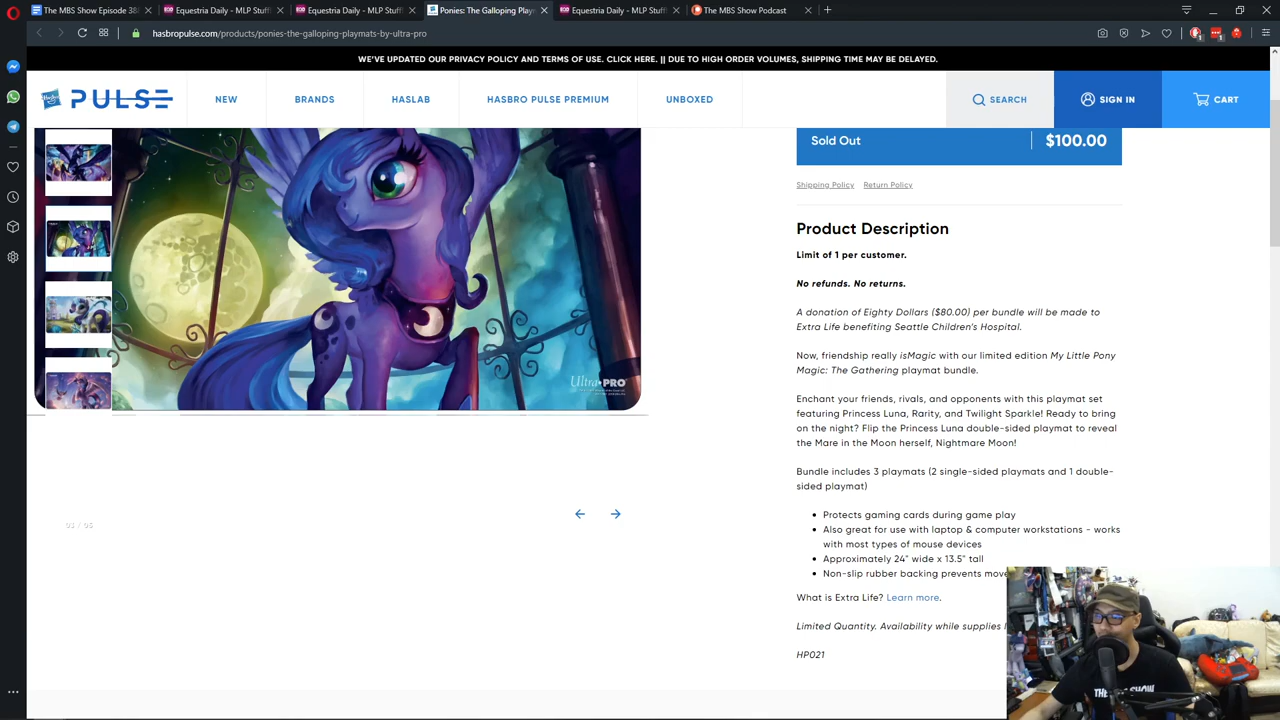 The MBS Show Episode 38
Equestria Daily - MLP Stuff!
Equestria Daily - MLP Stuf
Ponies: The Galloping Play
Equestria Daily - MLP Stuf
The MBS Show Podcast
hasbropulse.com/products/ponies-the-galloping-playmats-by-ultra-pro
WE'VE UPDATED OUR PRIVACY POLICY AND TERMS OF USE. CLICK HERE. || DUE TO HIGH ORDER VOLUMES, SHIPPING TIME MAY BE DELAYED.
Hasbro PULSE
NEW
BRANDS
HASLAB
HASBRO PULSE PREMIUM
UNBOXED
SEARCH
SIGN IN
CART
Sold Out
$100.00
Shipping Policy
Return Policy
Product Description
Limit of 1 per customer.
No refunds. No returns.
A donation of Eighty Dollars ($80.00) per bundle will be made to
Extra Life benefiting Seattle Children's Hospital.
Now, friendship really isMagic with our limited edition My Little Pony
Magic: The Gathering playmat bundle.
Enchant your friends, rivals, and opponents with this playmat set
featuring Princess Luna, Rarity, and Twilight Sparkle! Ready to bring
on the night? Flip the Princess Luna double-sided playmat to reveal
the Mare in the Moon herself, Nightmare Moon!
Bundle includes 3 playmats (2 single-sided playmats and 1 double-
sided playmat)
Protects gaming cards during game play
Also great for use with laptop & computer workstations - works
with most types of mouse devices
Approximately 24" wide x 13.5" tall
Non-slip rubber backing prevents move
What is Extra Life? Learn more.
Limited Quantity. Availability while supplies l
HP021
Ultra PRO
THE SHOW